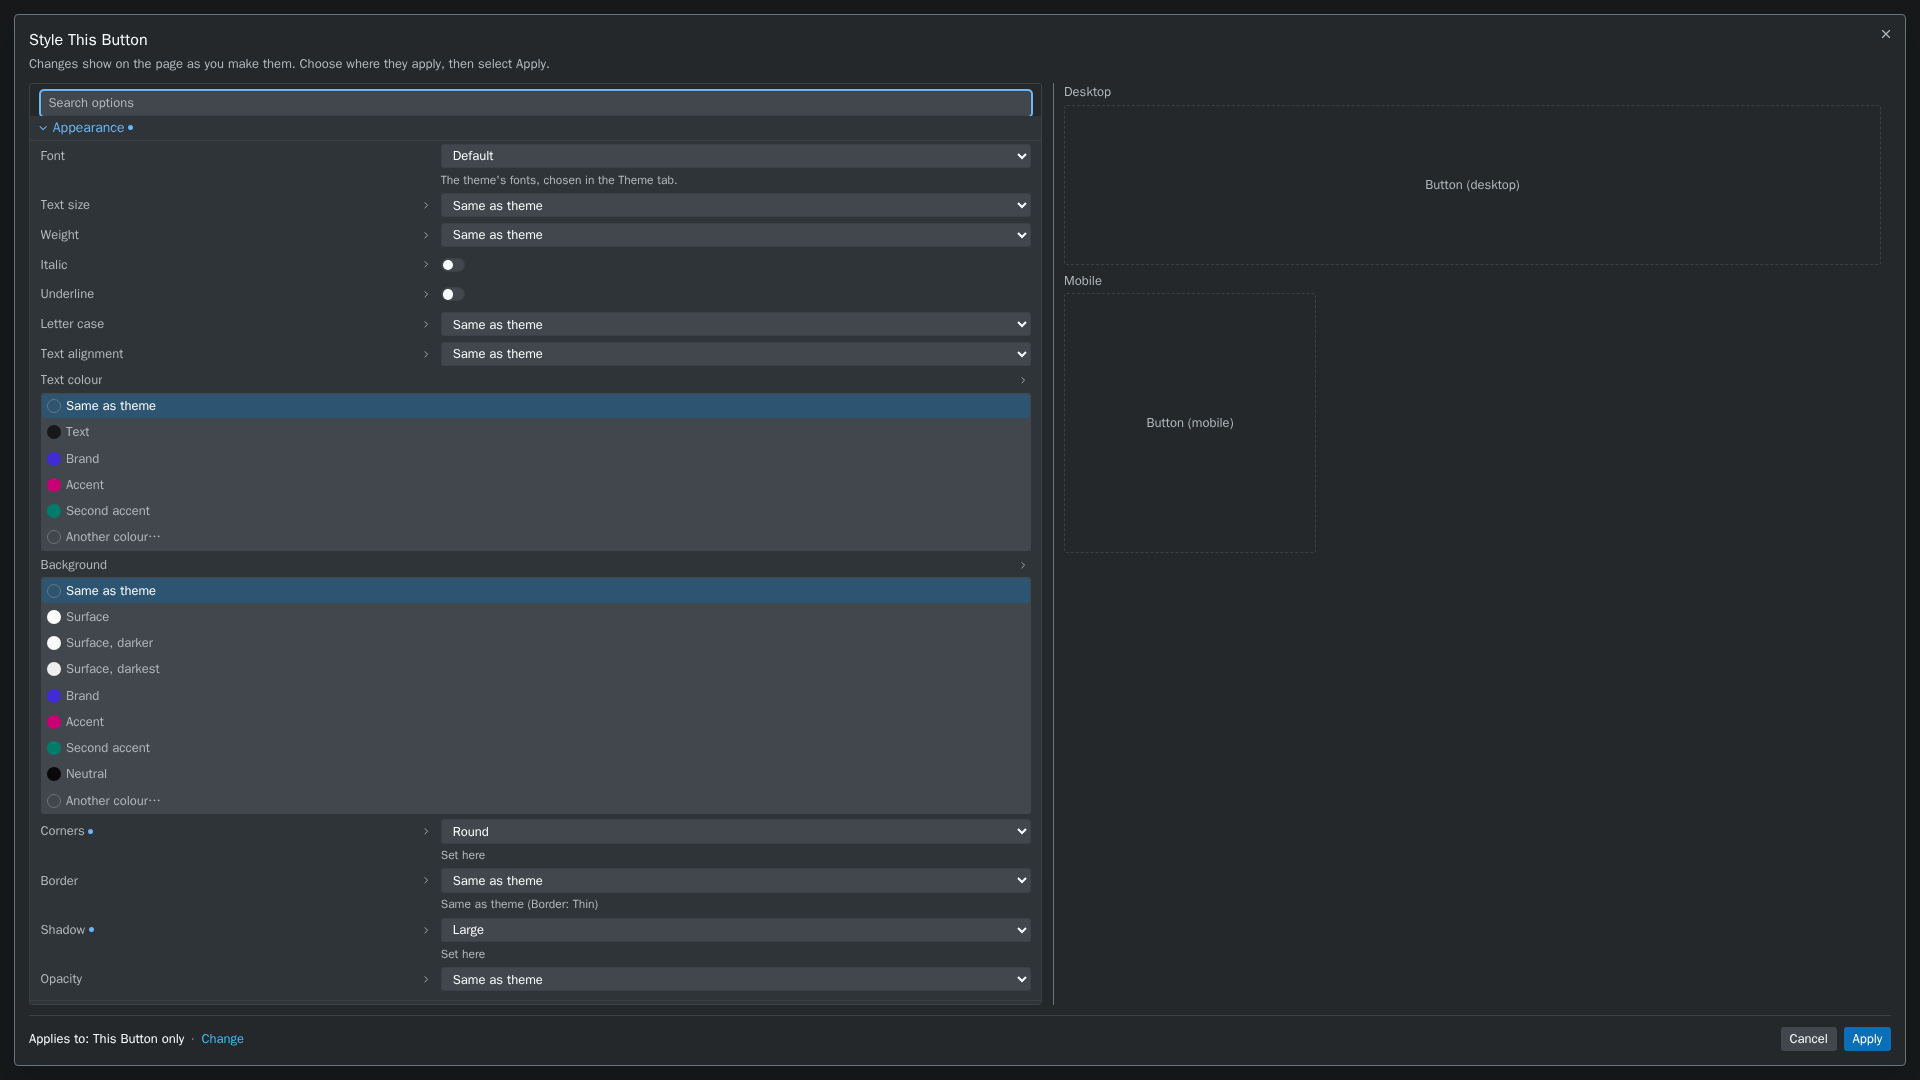 Style This Button
Changes show on the page as you make them. Choose where they apply, then select Apply.
Search options
Appearance
Font
Default
The theme's fonts, chosen in the Theme tab.
Text size
Same as theme
Weight
Same as theme
Italic
Underline
Letter case
Same as theme
Text alignment
Same as theme
Text colour
Same as theme
Text
Brand
Accent
Second accent
Another colour…
Background
Same as theme
Surface
Surface, darker
Surface, darkest
Brand
Accent
Second accent
Neutral
Another colour…
Corners
Round
Set here
Border
Same as theme
Same as theme (Border: Thin)
Shadow
Large
Set here
Opacity
Same as theme
Desktop
Button (desktop)
Mobile
Button (mobile)
Applies to: This Button only · Change
Cancel
Apply